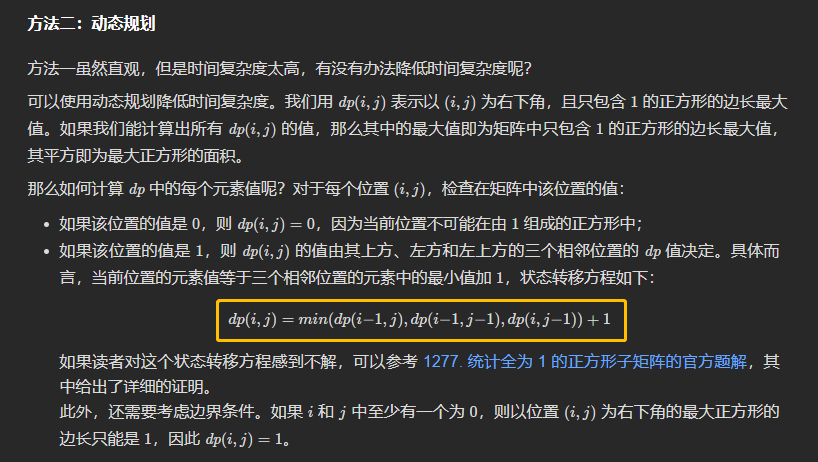 方法二：动态规划
方法一虽然直观，但是时间复杂度太高，有没有办法降低时间复杂度呢？
可以使用动态规划降低时间复杂度。我们用 dp(i, j) 表示以 (i, j) 为右下角，且只包含 1 的正方形的边长最大
值。如果我们能计算出所有 dp(i, j) 的值，那么其中的最大值即为矩阵中只包含 1 的正方形的边长最大值，
其平方即为最大正方形的面积。
那么如何计算 dp 中的每个元素值呢？对于每个位置 (i, j)，检查在矩阵中该位置的值：
• 如果该位置的值是 0，则 dp(i, j) = 0，因为当前位置不可能在由 1 组成的正方形中；
• 如果该位置的值是 1，则 dp(i, j) 的值由其上方、左方和左上方的三个相邻位置的 dp 值决定。具体而
言，当前位置的元素值等于三个相邻位置的元素中的最小值加 1，状态转移方程如下：
dp(i, j) = min(dp(i−1, j), dp(i−1, j−1), dp(i, j−1)) + 1
如果读者对这个状态转移方程感到不解，可以参考 1277. 统计全为 1 的正方形子矩阵的官方题解，其
中给出了详细的证明。
此外，还需要考虑边界条件。如果 i 和 j 中至少有一个为 0，则以位置 (i, j) 为右下角的最大正方形的
边长只能是 1，因此 dp(i, j) = 1。